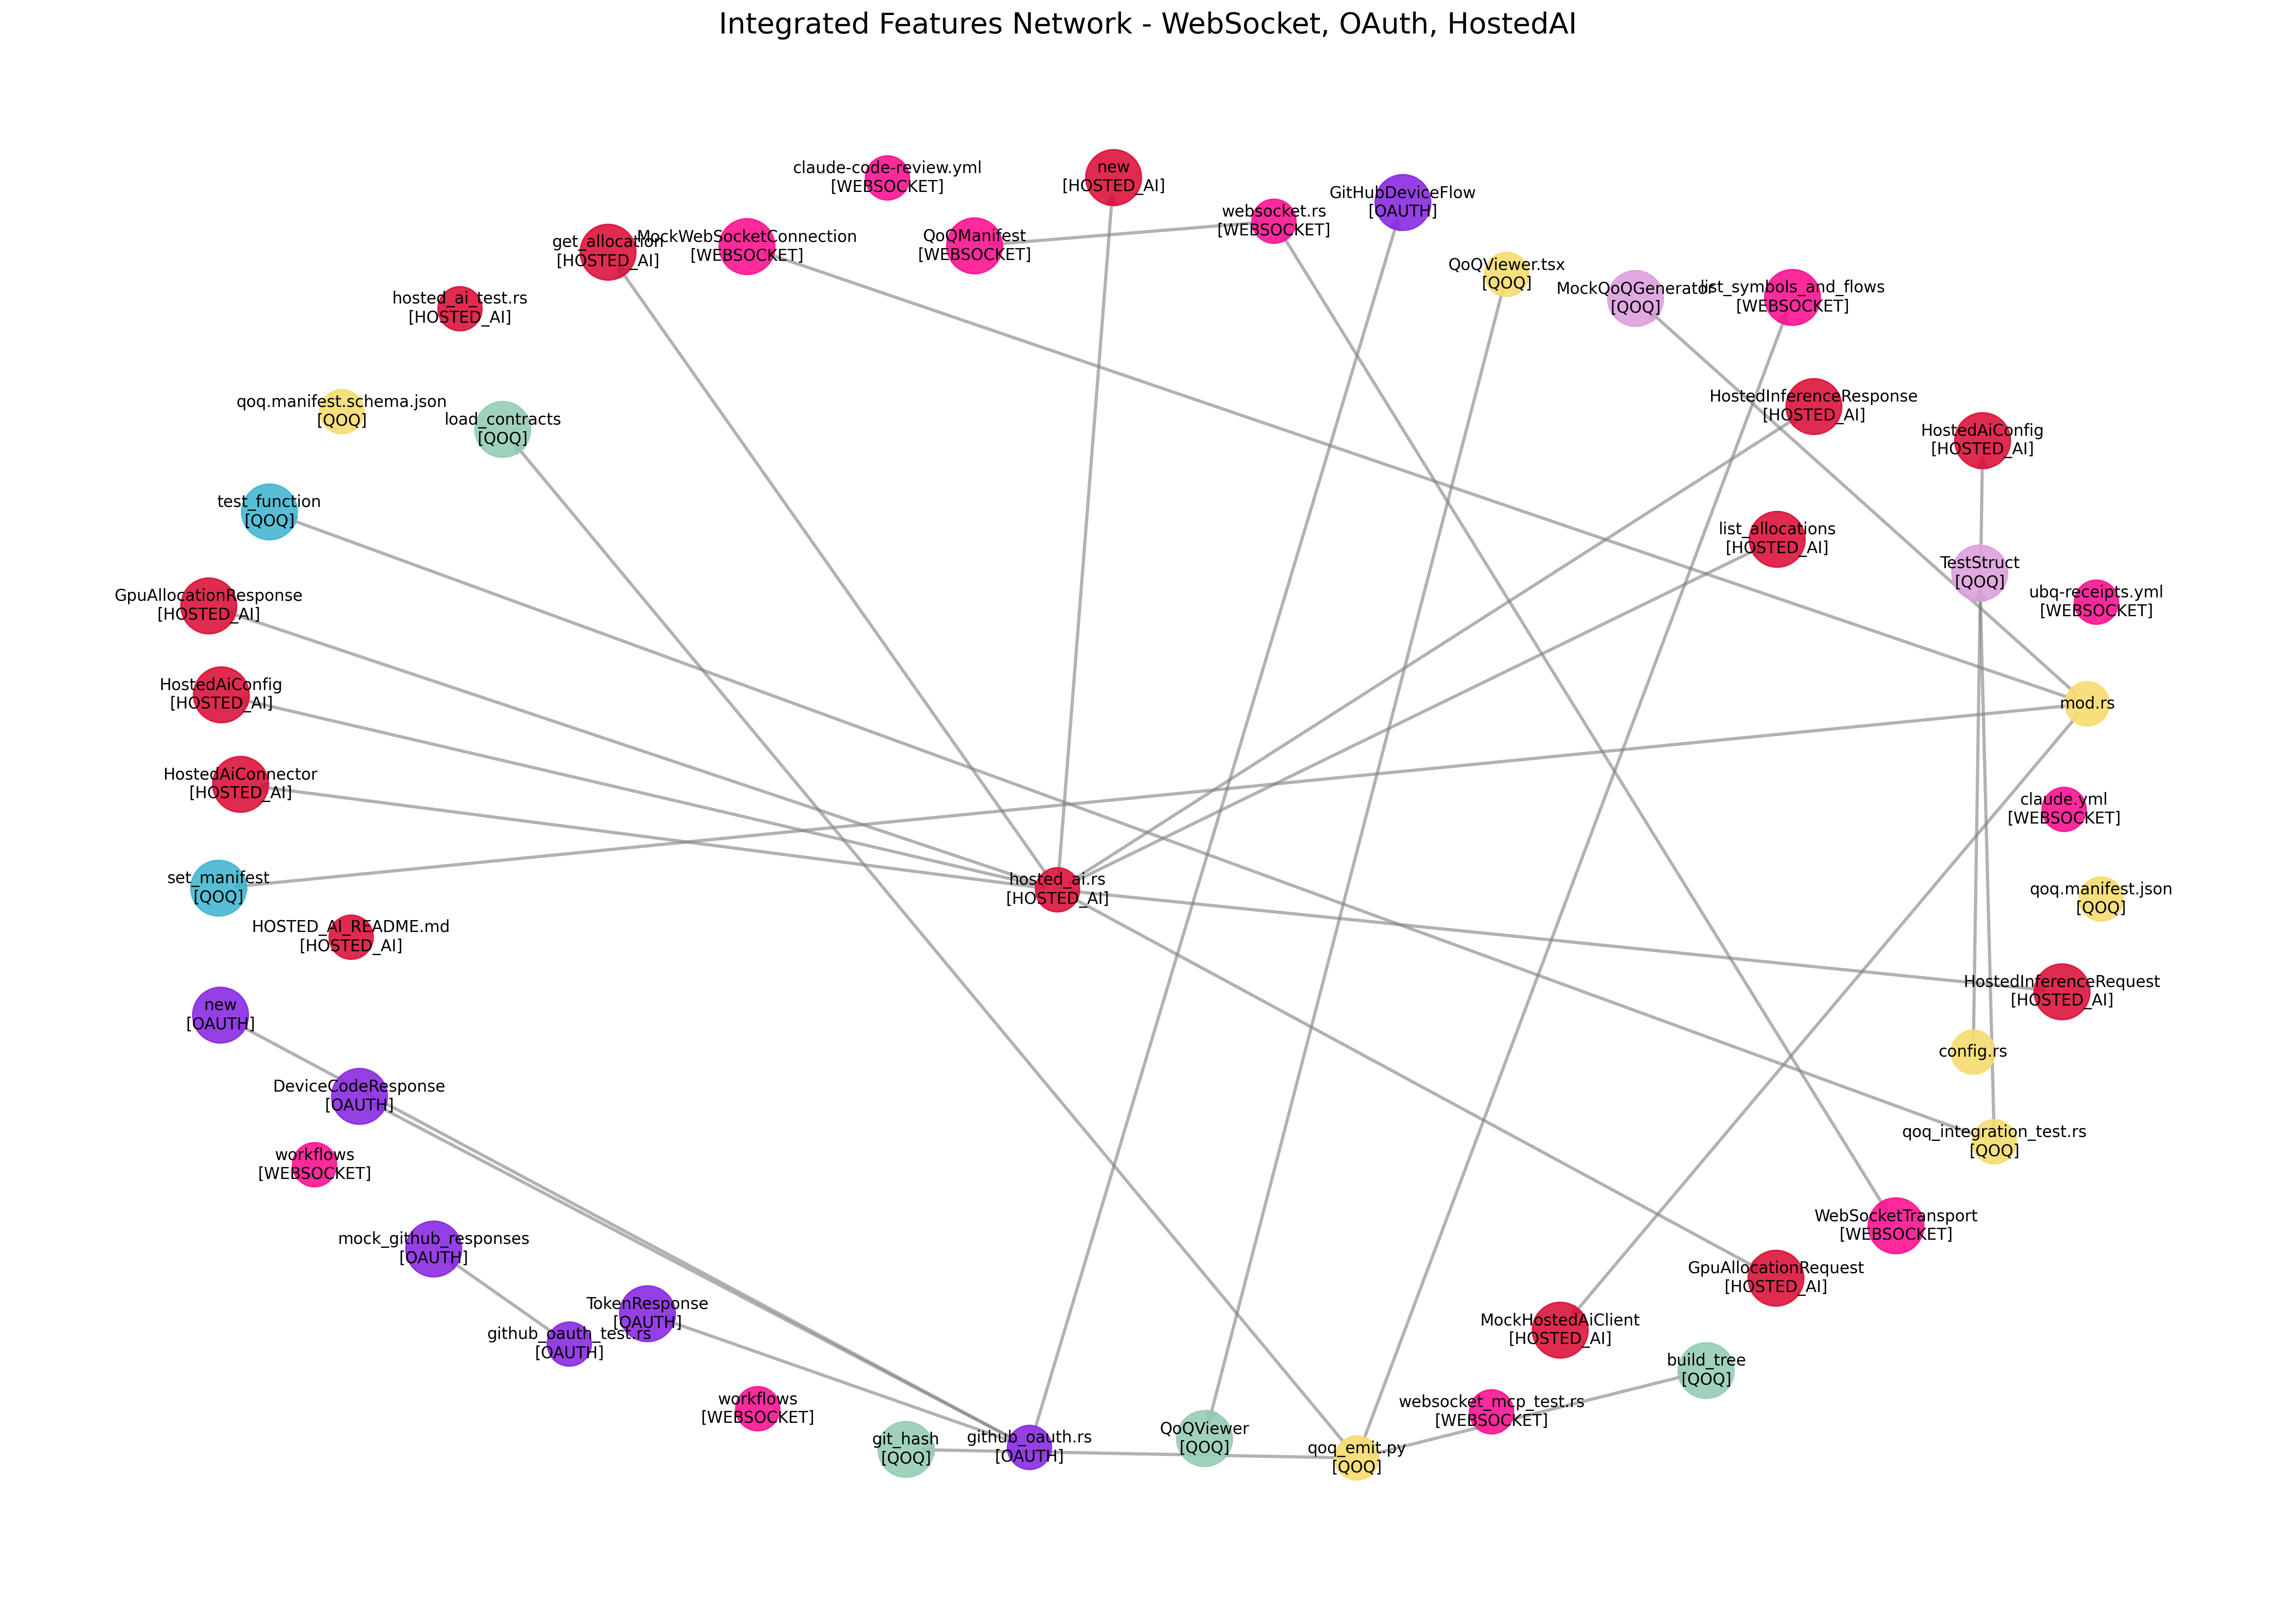 Integrated Features Network - WebSocket, OAuth, HostedAI
claude-code-review.yml
[WEBSOCKET]
new
[HOSTED_AI]
GitHubDeviceFlow
[OAUTH]
websocket.rs
[WEBSOCKET]
get_allocation
[HOSTED_AI]
MockWebSocketConnection
[WEBSOCKET]
QoQManifest
[WEBSOCKET]
QoQViewer.tsx
[QOQ]
MockQoQGenerator
[QOQ]
list_symbols_and_flows
[WEBSOCKET]
hosted_ai_test.rs
[HOSTED_AI]
qoq.manifest.schema.json
[QOQ]
load_contracts
[QOQ]
HostedInferenceResponse
[HOSTED_AI]
HostedAiConfig
[HOSTED_AI]
test_function
[QOQ]
list_allocations
[HOSTED_AI]
TestStruct
[QOQ]
GpuAllocationResponse
[HOSTED_AI]
ubq-receipts.yml
[WEBSOCKET]
HostedAiConfig
[HOSTED_AI]
mod.rs
HostedAiConnector
[HOSTED_AI]
claude.yml
[WEBSOCKET]
set_manifest
[QOQ]
hosted_ai.rs
[HOSTED_AI]
qoq.manifest.json
[QOQ]
HOSTED_AI_README.md
[HOSTED_AI]
HostedInferenceRequest
[HOSTED_AI]
new
[OAUTH]
config.rs
DeviceCodeResponse
[OAUTH]
qoq_integration_test.rs
[QOQ]
workflows
[WEBSOCKET]
WebSocketTransport
[WEBSOCKET]
mock_github_responses
[OAUTH]
GpuAllocationRequest
[HOSTED_AI]
TokenResponse
[OAUTH]
MockHostedAiClient
[HOSTED_AI]
github_oauth_test.rs
[OAUTH]
build_tree
[QOQ]
workflows
[WEBSOCKET]
websocket_mcp_test.rs
[WEBSOCKET]
git_hash
[QOQ]
github_oauth.rs
[OAUTH]
QoQViewer
[QOQ]
qoq_emit.py
[QOQ]